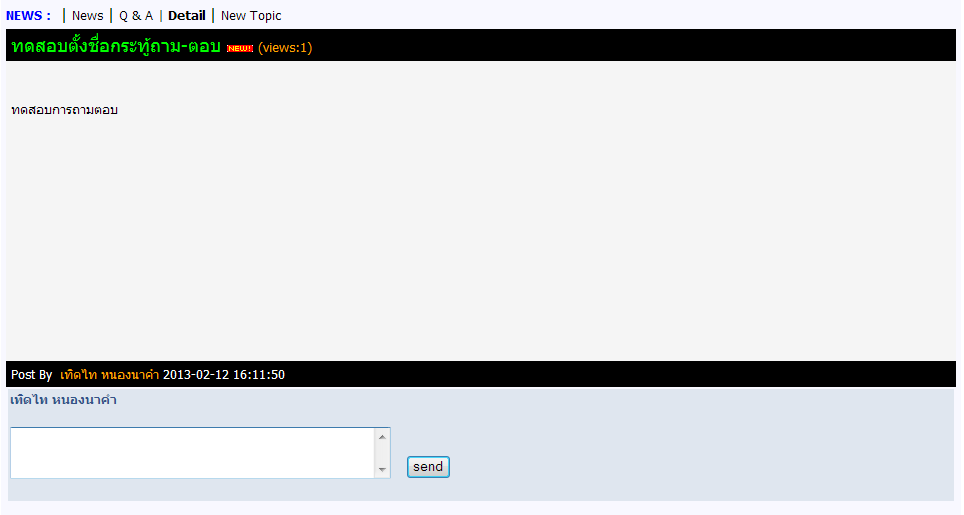 NEWS : | News | Q & A | Detail | New Topic
ทดสอบตั้งชื่อกระทู้ถาม-ตอบ NEW! (views:1)
ทดสอบการถามตอบ
Post By เทิดไท หนองนาคำ 2013-02-12 16:11:50
เทิดไท หนองนาคำ
send